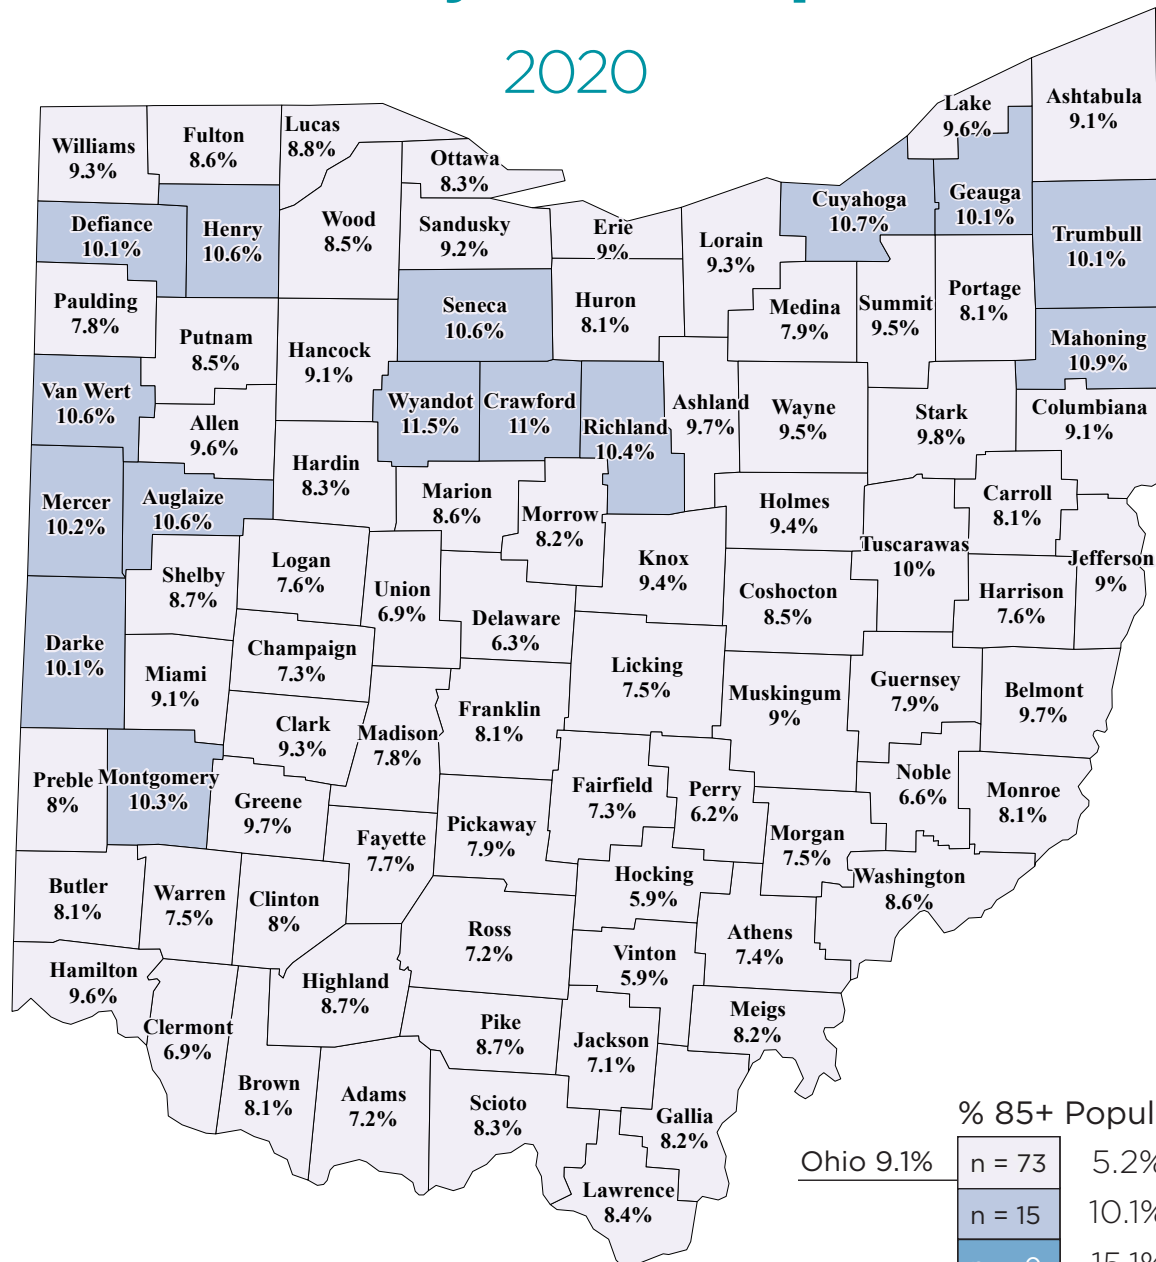 2020
Lake
9.6%
Ashtabula
9.1%
Williams
9.3%
Fulton
8.6%
Lucas
8.8%
Ottawa
8.3%
Defiance
10.1%
Henry
10.6%
Wood
8.5%
Sandusky
9.2%
Erie
9%
Lorain
9.3%
Cuyahoga
10.7%
Geauga
10.1%
Trumbull
10.1%
Paulding
7.8%
Putnam
8.5%
Hancock
9.1%
Seneca
10.6%
Huron
8.1%
Medina
7.9%
Summit
9.5%
Portage
8.1%
Mahoning
10.9%
Van Wert
10.6%
Allen
9.6%
Wyandot
11.5%
Crawford
11%
Richland
10.4%
Ashland
9.7%
Wayne
9.5%
Stark
9.8%
Columbiana
9.1%
Mercer
10.2%
Auglaize
10.6%
Hardin
8.3%
Marion
8.6%
Morrow
8.2%
Holmes
9.4%
Carroll
8.1%
Tuscarawas
10%
Jefferson
9%
Shelby
8.7%
Logan
7.6%
Union
6.9%
Delaware
6.3%
Knox
9.4%
Coshocton
8.5%
Harrison
7.6%
Darke
10.1%
Miami
9.1%
Champaign
7.3%
Licking
7.5%
Muskingum
9%
Guernsey
7.9%
Belmont
9.7%
Clark
9.3%
Madison
7.8%
Franklin
8.1%
Preble
8%
Montgomery
10.3%
Greene
9.7%
Fayette
7.7%
Pickaway
7.9%
Fairfield
7.3%
Perry
6.2%
Noble
6.6%
Monroe
8.1%
Morgan
7.5%
Washington
8.6%
Butler
8.1%
Warren
7.5%
Clinton
8%
Hocking
5.9%
Ross
7.2%
Athens
7.4%
Vinton
5.9%
Hamilton
9.6%
Highland
8.7%
Clermont
6.9%
Pike
8.7%
Jackson
7.1%
Meigs
8.2%
Brown
8.1%
Adams
7.2%
Scioto
8.3%
Gallia
8.2%
Lawrence
8.4%
% 85+ Popul
Ohio 9.1%
n = 73 5.2%
n = 15 10.1%
15.1%